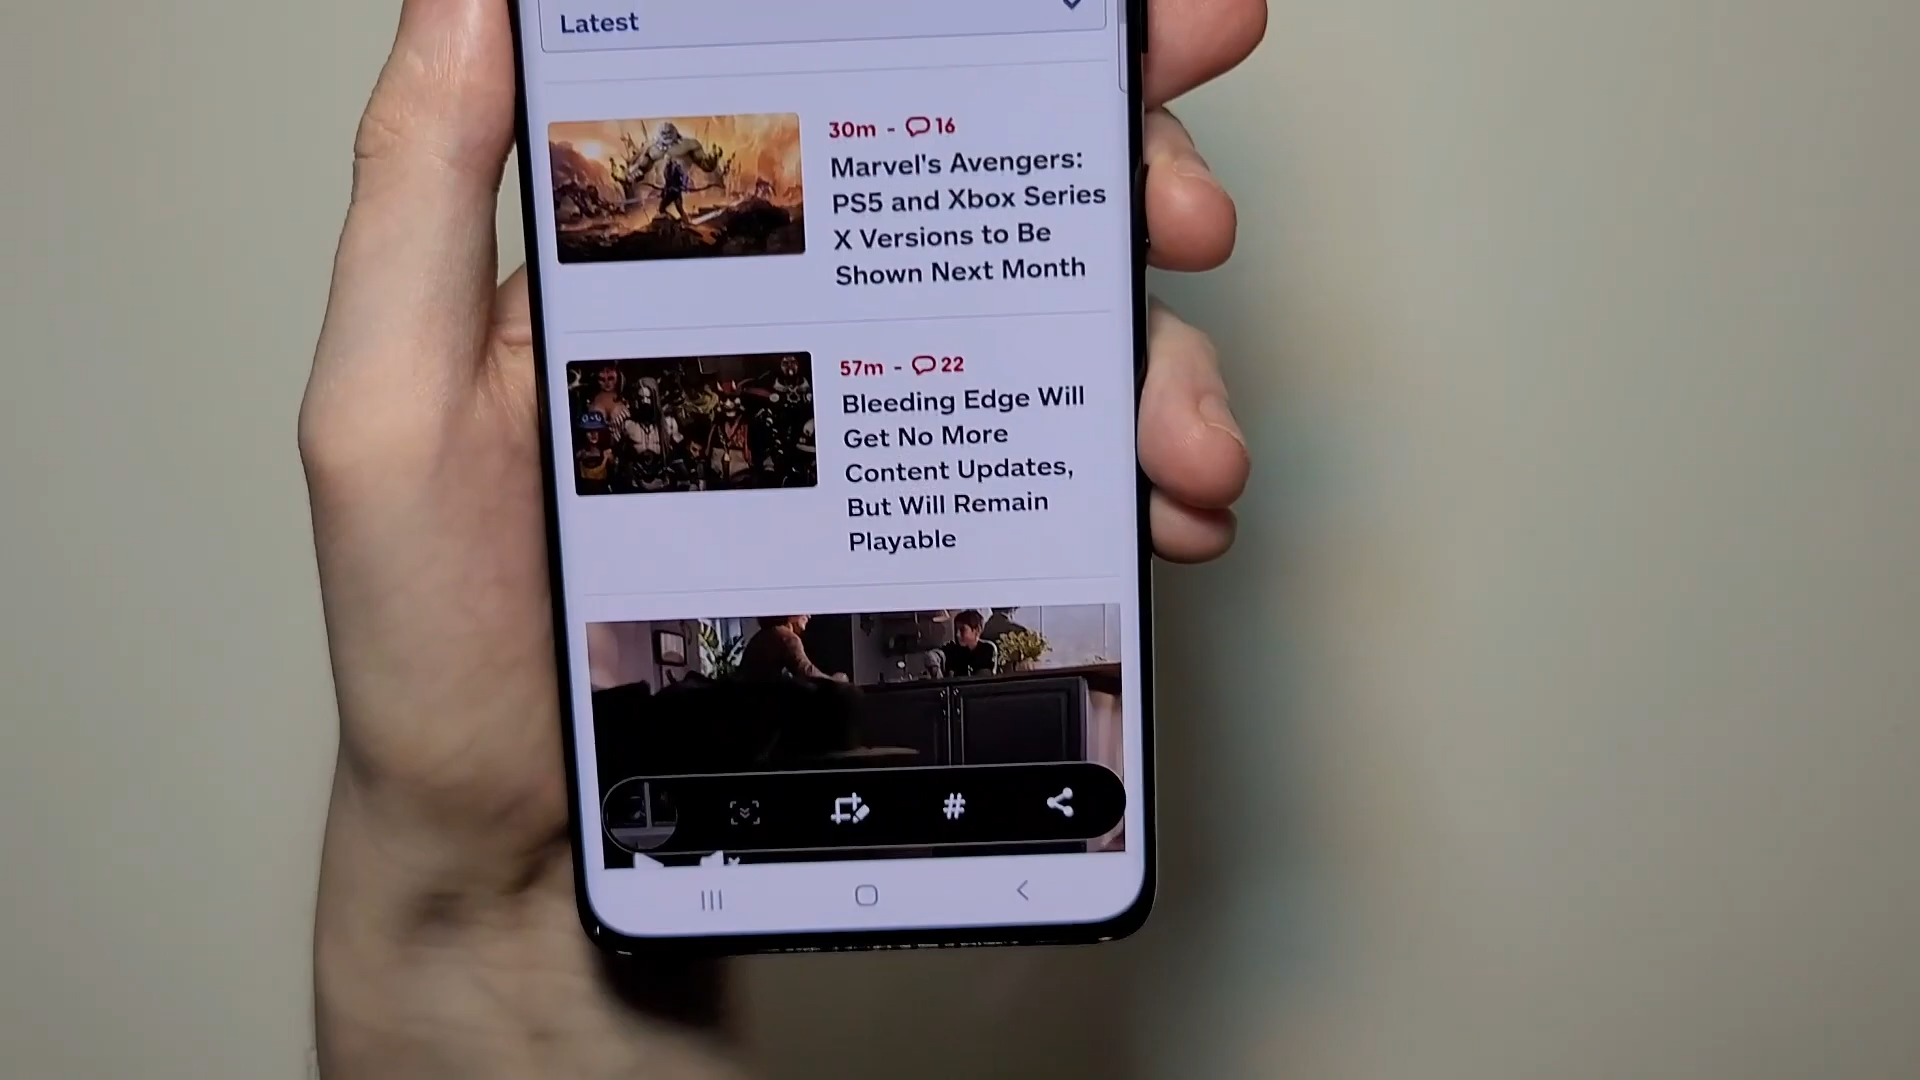 Latest
30m - 16
Marvel's Avengers:
PS5 and Xbox Series
X Versions to Be
Shown Next Month
57m - 22
Bleeding Edge Will
Get No More
Content Updates,
But Will Remain
Playable
#